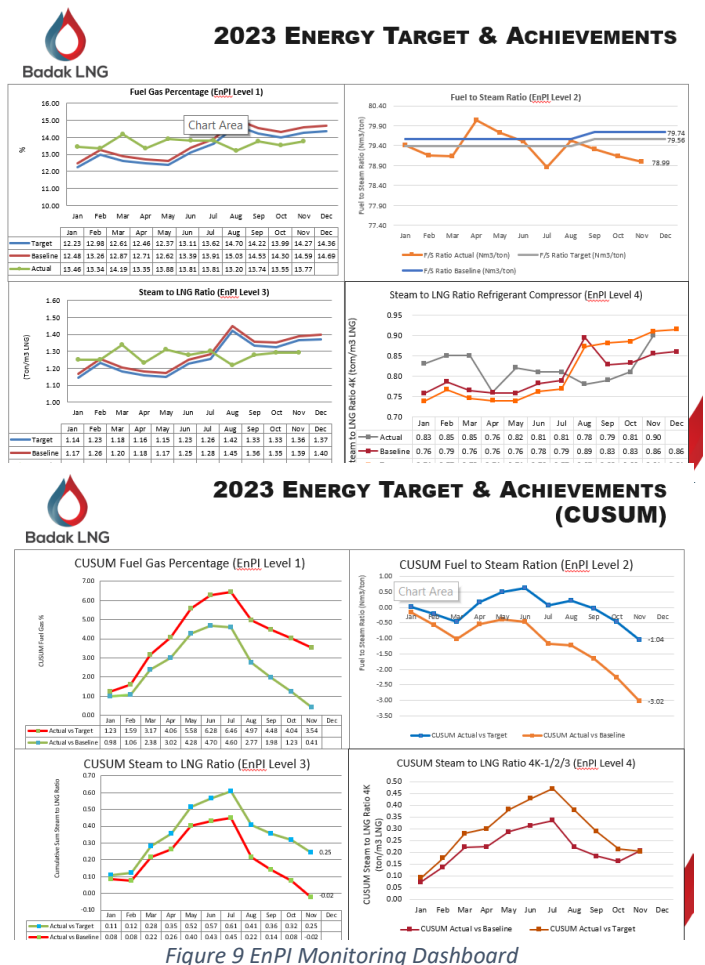 2023 ENERGY TARGET & ACHIEVEMENTS
Badak LNG
Fuel Gas Percentage (EnPI Level 1)
Chart Area
16.00
15.00
14.00
13.00
12.00
11.00
10.00
%
Jan Feb Mar Apr May Jun Jul Aug Sep Oct Nov Dec
Jan Feb Mar Apr May Jun Jul Aug Sep Oct Nov Dec
Target 12.23 12.98 12.61 12.46 12.37 13.11 13.62 14.70 14.22 13.99 14.27 14.36
Baseline 12.48 13.26 12.87 12.71 12.62 13.39 13.91 15.03 14.53 14.30 14.59 14.69
Actual 13.46 13.34 14.19 13.35 13.88 13.81 13.81 13.20 13.74 13.55 13.77
Fuel to Steam Ratio (EnPI Level 2)
80.40
79.90
79.40
78.90
78.40
77.90
77.40
Fuel to Steam Ratio (Nm3/ton)
79.74
79.56
78.99
Jan Feb Mar Apr May Jun Jul Aug Sep Oct Nov Dec
F/S Ratio Actual (Nm3/ton)
F/S Ratio Target (Nm3/ton)
F/S Ratio Baseline (Nm3/ton)
Steam to LNG Ratio (EnPI Level 3)
1.60
1.50
1.40
1.30
1.20
1.10
1.00
(Ton/m3 LNG)
Jan Feb Mar Apr May Jun Jul Aug Sep Oct Nov Dec
Target 1.14 1.23 1.18 1.16 1.15 1.23 1.26 1.42 1.33 1.33 1.36 1.37
Baseline 1.17 1.26 1.20 1.18 1.17 1.25 1.28 1.45 1.36 1.35 1.39 1.40
Steam to LNG Ratio Refrigerant Compressor (EnPI Level 4)
0.95
0.90
0.85
0.80
0.75
0.70
team to LNG Ratio 4K (tom/m3 LNG)
Jan Feb Mar Apr May Jun Jul Aug Sep Oct Nov Dec
Actual 0.83 0.85 0.85 0.76 0.82 0.81 0.81 0.78 0.79 0.81 0.90
Baseline 0.76 0.79 0.76 0.76 0.76 0.78 0.79 0.89 0.83 0.83 0.86 0.86
2023 ENERGY TARGET & ACHIEVEMENTS
(CUSUM)
Badak LNG
CUSUM Fuel Gas Percentage (EnPI Level 1)
7.00
6.00
5.00
4.00
3.00
2.00
1.00
0.00
CUSUM Fuel Gas %
Jan Feb Mar Apr May Jun Jul Aug Sep Oct Nov Dec
Actual vs Target 1.23 1.59 3.17 4.06 5.58 6.28 6.46 4.97 4.48 4.04 3.54
Actual vs Baseline 0.98 1.06 2.38 3.02 4.28 4.70 4.60 2.77 1.98 1.23 0.41
CUSUM Fuel to Steam Ration (EnPI Level 2)
Chart Area
1.00
0.50
0.00
-0.50
-1.00
-1.50
-2.00
-2.50
-3.00
-3.50
Fuel to Steam Ratio (Nm3/ton)
Jan Feb Mar Apr May Jun Jul Aug Sep Oct Nov Dec
-1.04
-3.02
CUSUM Actual vs Target
CUSUM Actual vs Baseline
CUSUM Steam to LNG Ratio (EnPI Level 3)
0.70
0.60
0.50
0.40
0.30
0.20
0.10
0.00
-0.10
Cumulative Sum Steam to LNG Ratio
0.25
-0.02
Jan Feb Mar Apr May Jun Jul Aug Sep Oct Nov Dec
Actual vs Target 0.11 0.12 0.28 0.35 0.52 0.57 0.61 0.41 0.36 0.32 0.25
Actual vs Baseline 0.08 0.08 0.22 0.26 0.40 0.43 0.45 0.22 0.14 0.08 -0.02
CUSUM Steam to LNG Ratio 4K-1/2/3 (EnPI Level 4)
0.50
0.45
0.40
0.35
0.30
0.25
0.20
0.15
0.10
0.05
0.00
CUSUM Steam to LNG Ratio 4K
(ton/m3 LNG)
Jan Feb Mar Apr May Jun Jul Aug Sep Oct Nov Dec
CUSUM Actual vs Baseline
CUSUM Actual vs Target
Figure 9 EnPI Monitoring Dashboard